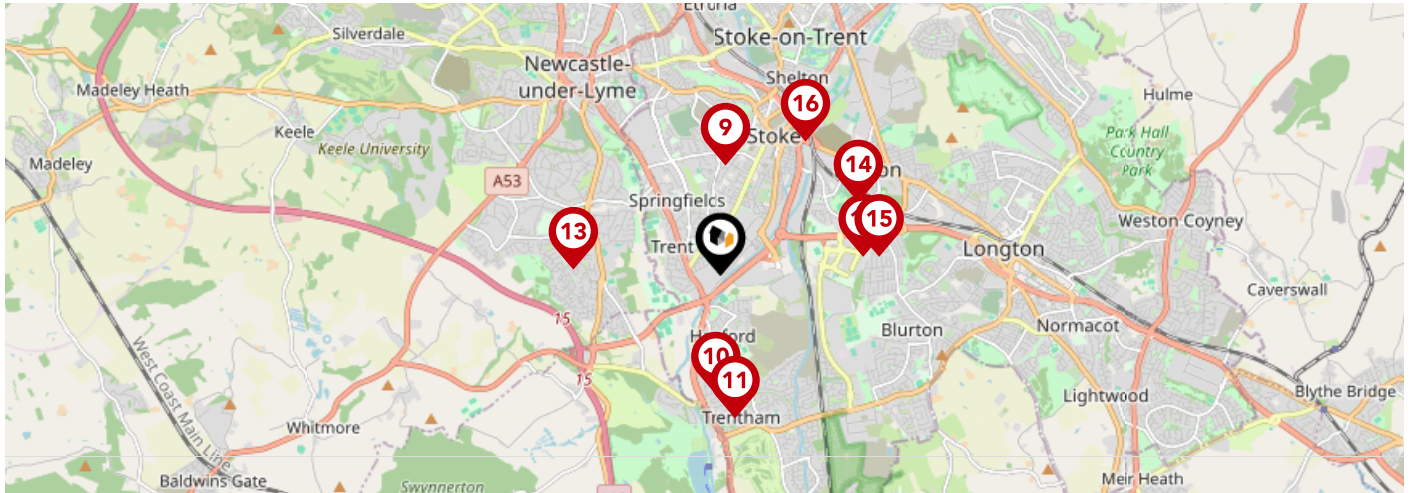 Etruria
Silverdale
Stoke-on-Trent
Newcastle-
under-Lyme
Shelton
Madeley Heath
Hulme
16
9
Keele
Stoke
Park Hall
Country
Park
Keele University
Madeley
14
A53
Springfields
13
15
Weston Coyney
Trent
Longton
Caverswall
15
Normacot
Blurton
10
15
11
West Coast Main Line
Blythe Bridge
Lightwood
Trentham
Whitmore
Baldwins Gate
Meir Heath
Swynnerton